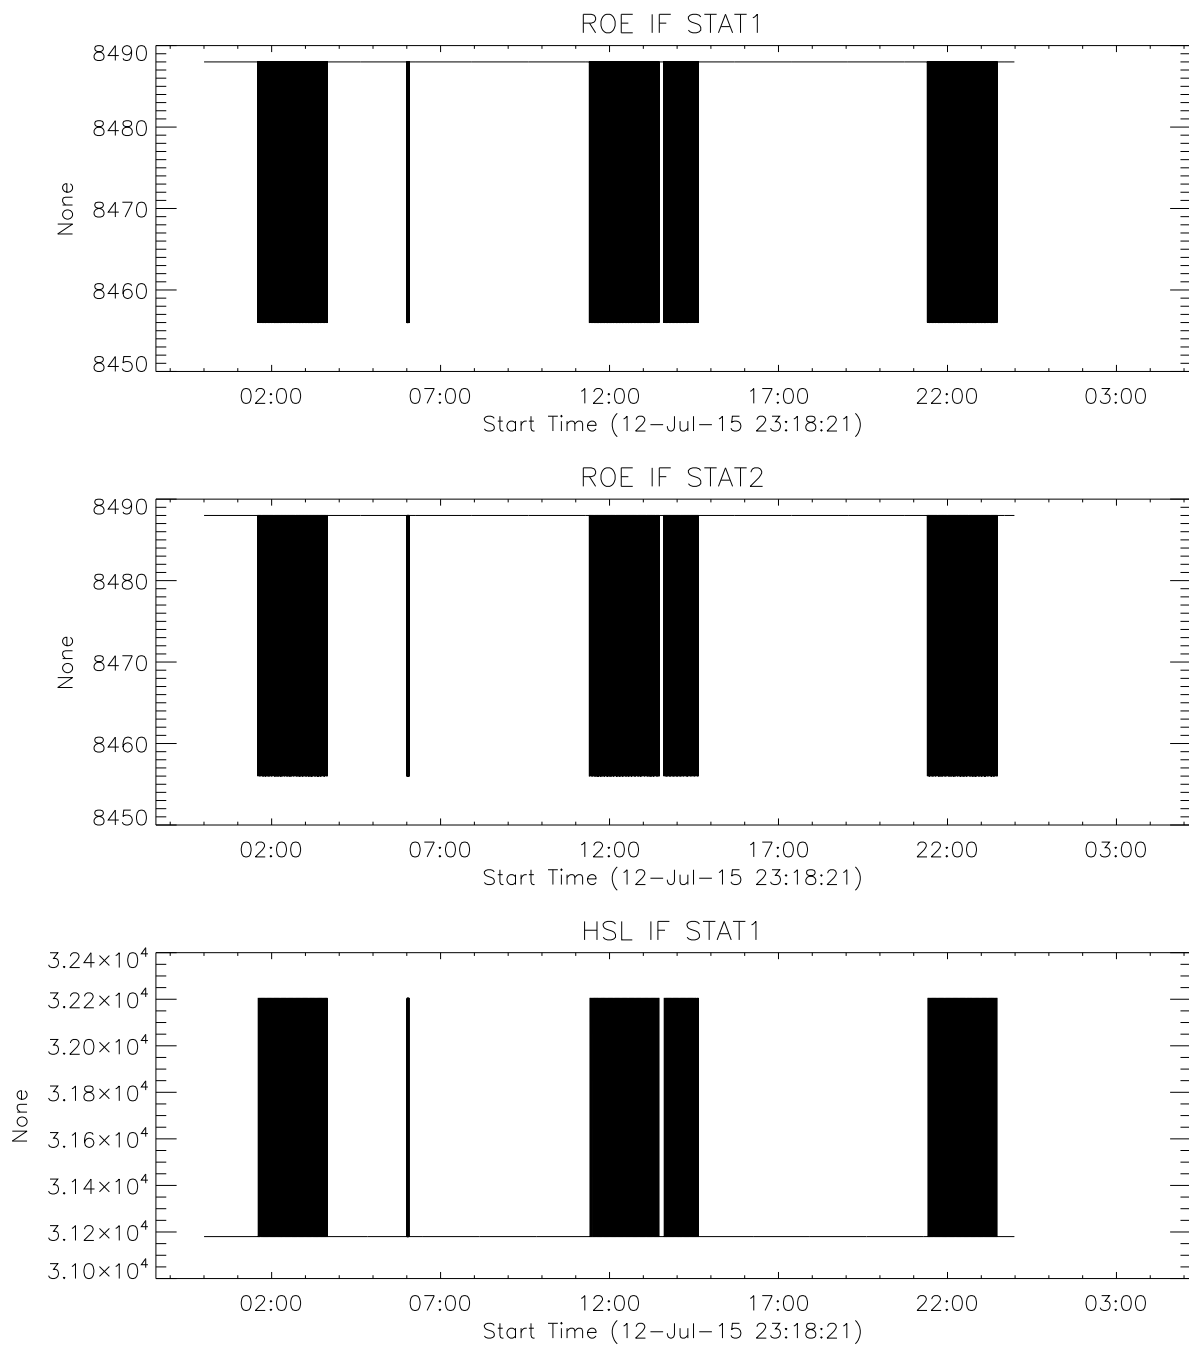 ROE IF STAT1
8490
8480
8470
8460
8450
None
02:00 07:00 12:00 17:00 22:00 03:00
Start Time (12-Jul-15 23:18:21)
ROE IF STAT2
8490
8480
8470
8460
8450
None
02:00 07:00 12:00 17:00 22:00 03:00
Start Time (12-Jul-15 23:18:21)
HSL IF STAT1
3.24×10⁴
3.22×10⁴
3.20×10⁴
3.18×10⁴
3.16×10⁴
3.14×10⁴
3.12×10⁴
3.10×10⁴
None
02:00 07:00 12:00 17:00 22:00 03:00
Start Time (12-Jul-15 23:18:21)